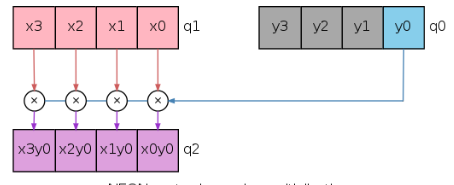 x3 x2 x1 x0 q1 y3 y2 y1 y0 q0
× × × ×
x3y0 x2y0 x1y0 x0y0 q2